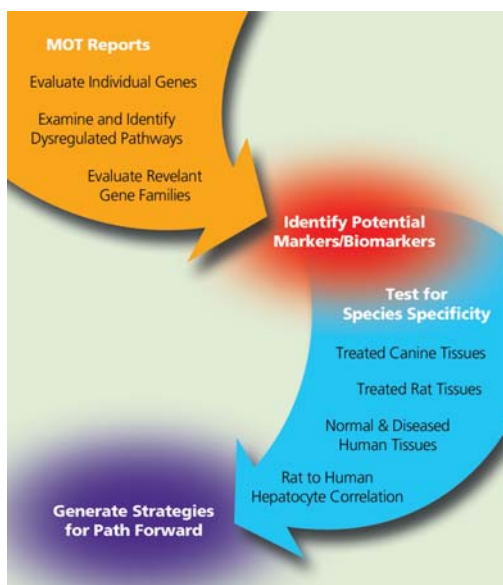 MOT Reports
Evaluate Individual Genes
Examine and Identify
Dysregulated Pathways
Evaluate Revelant
Gene Families
Identify Potential
Markers/Biomarkers
Test for
Species Specificity
Treated Canine Tissues
Treated Rat Tissues
Normal & Diseased
Human Tissues
Rat to Human
Hepatocyte Correlation
Generate Strategies
for Path Forward